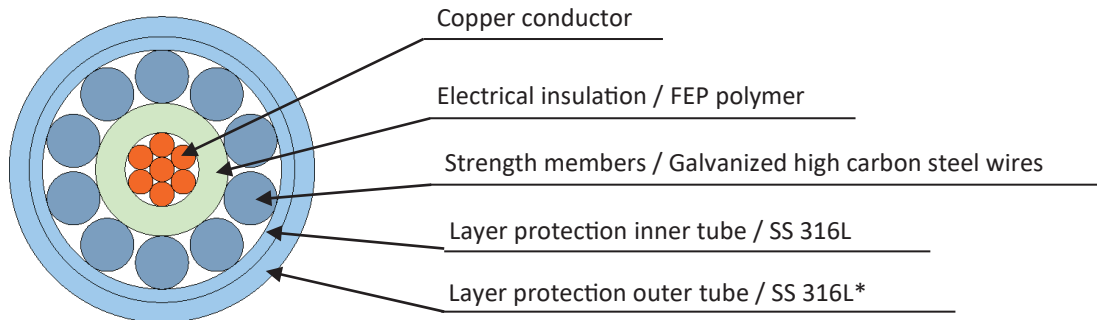 Copper conductor
Electrical insulation / FEP polymer
Strength members / Galvanized high carbon steel wires
Layer protection inner tube / SS 316L
Layer protection outer tube / SS 316L*